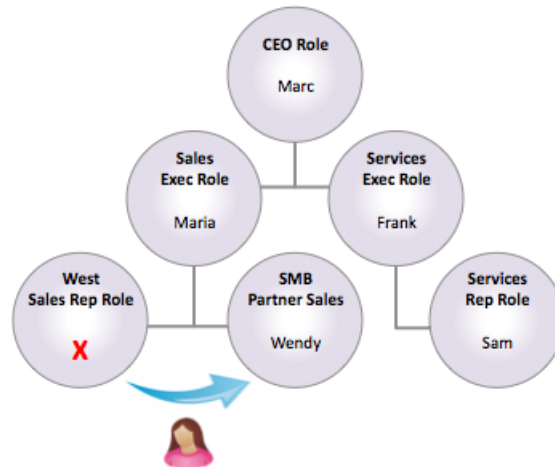 CEO Role
Marc
Sales
Exec Role
Maria
Services
Exec Role
Frank
West
Sales Rep Role
X
SMB
Partner Sales
Wendy
Services
Rep Role
Sam